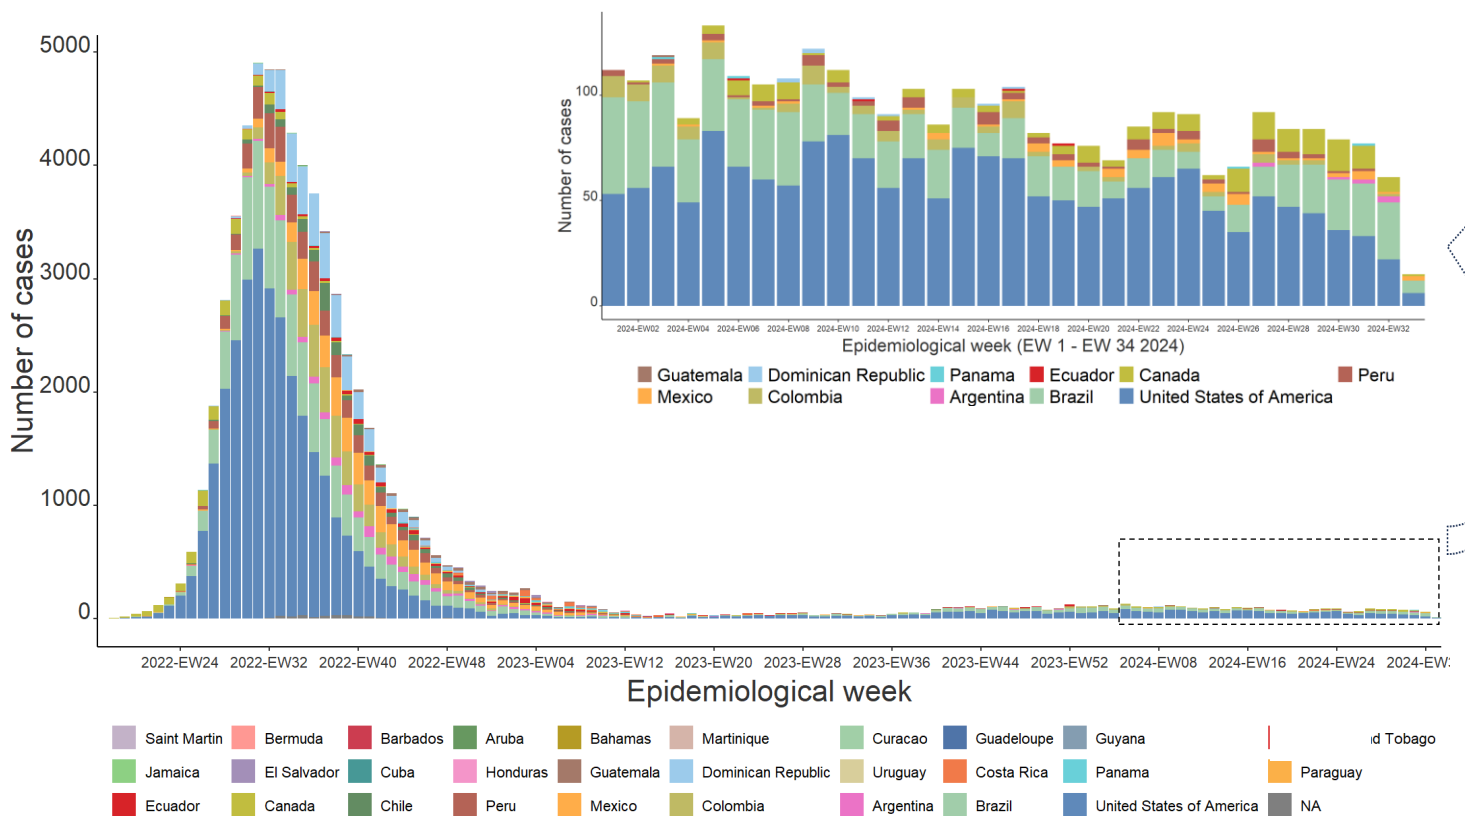 5000
4000
3000
2000
1000
0
Number of cases
100
50
0
Number of cases
2024-EW02 2024-EW04 2024-EW06 2024-EW08 2024-EW10 2024-EW12 2024-EW14 2024-EW16 2024-EW18 2024-EW20 2024-EW22 2024-EW24 2024-EW26 2024-EW28 2024-EW30 2024-EW32
Epidemiological week (EW 1 - EW 34 2024)
Guatemala Dominican Republic Panama Ecuador Canada Peru
Mexico Colombia Argentina Brazil United States of America
2022-EW24 2022-EW32 2022-EW40 2022-EW48 2023-EW04 2023-EW12 2023-EW20 2023-EW28 2023-EW36 2023-EW44 2023-EW52 2024-EW08 2024-EW16 2024-EW24
Epidemiological week
Saint Martin Bermuda Barbados Aruba Bahamas Martinique Curacao Guadeloupe Guyana d Tobago
Jamaica El Salvador Cuba Honduras Guatemala Dominican Republic Uruguay Costa Rica Panama Paraguay
Ecuador Canada Chile Peru Mexico Colombia Argentina Brazil United States of America NA